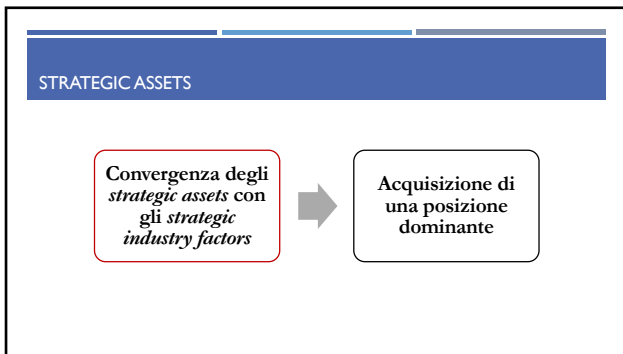 STRATEGIC ASSETS
Convergenza degli
strategic assets con
gli strategic
industry factors
Acquisizione di
una posizione
dominante